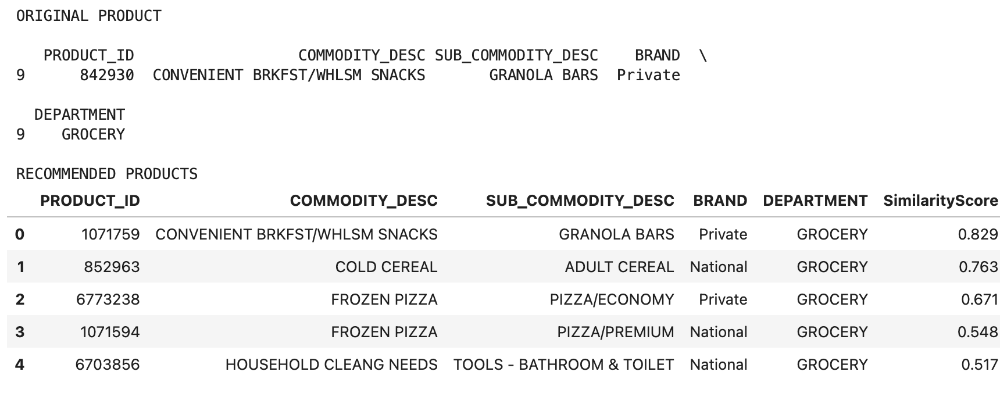 ORIGINAL PRODUCT
PRODUCT_ID COMMODITY_DESC SUB_COMMODITY_DESC BRAND \
9 842930 CONVENIENT BRKFST/WHLSM SNACKS GRANOLA BARS Private
DEPARTMENT
9 GROCERY
RECOMMENDED PRODUCTS
PRODUCT_ID COMMODITY_DESC SUB_COMMODITY_DESC BRAND DEPARTMENT SimilarityScore
0 1071759 CONVENIENT BRKFST/WHLSM SNACKS GRANOLA BARS Private GROCERY 0.829
1 852963 COLD CEREAL ADULT CEREAL National GROCERY 0.763
2 6773238 FROZEN PIZZA PIZZA/ECONOMY Private GROCERY 0.671
3 1071594 FROZEN PIZZA PIZZA/PREMIUM National GROCERY 0.548
4 6703856 HOUSEHOLD CLEANG NEEDS TOOLS - BATHROOM & TOILET National GROCERY 0.517